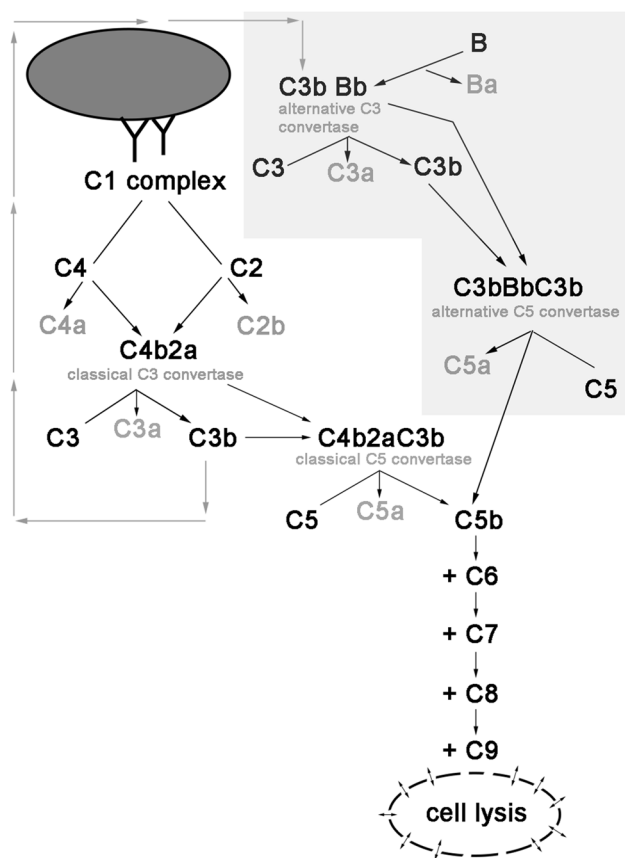 B
C3b Bb
Ba
alternative C3
convertase
C3
C3a
C3b
C1 complex
C4
C2
C3bBbC3b
alternative C5 convertase
C4a
C2b
C4b2a
classical C3 convertase
C5a
C5
C3
C3a
C3b
C4b2aC3b
classical C5 convertase
C5
C5a
C5b
+ C6
+ C7
+ C8
+ C9
cell lysis